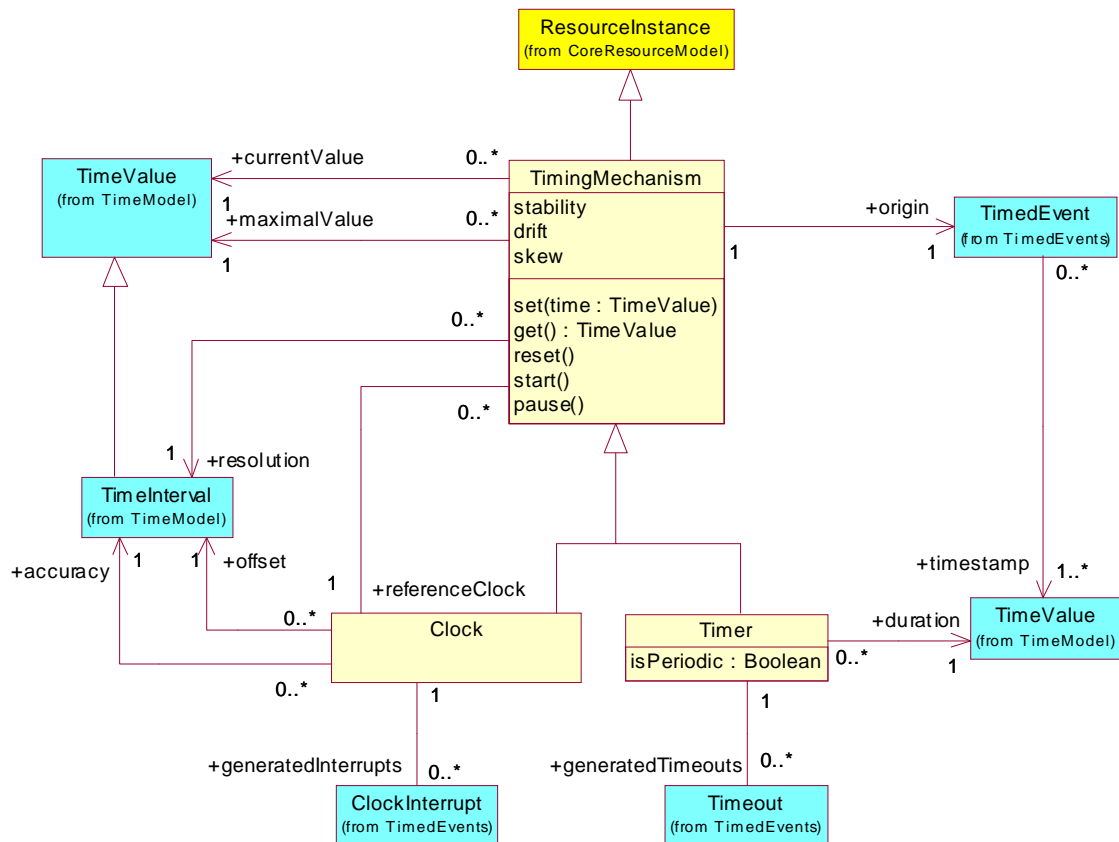 ResourceInstance
(from CoreResourceModel)
+currentValue
0..*
1
TimeValue
(from TimeModel)
+maximalValue
0..*
1
TimingMechanism
stability
drift
skew
set(time : TimeValue)
get() : TimeValue
reset()
start()
pause()
+origin
1
1
TimedEvent
(from TimedEvents)
0..*
0..*
0..*
1
+resolution
TimeInterval
(from TimeModel)
+accuracy
1
1
+offset
1
+referenceClock
0..*
0..*
Clock
Timer
isPeriodic : Boolean
+duration
0..*
1
+timestamp
1..*
TimeValue
(from TimeModel)
1
+generatedInterrupts
0..*
ClockInterrupt
(from TimedEvents)
1
+generatedTimeouts
0..*
Timeout
(from TimedEvents)